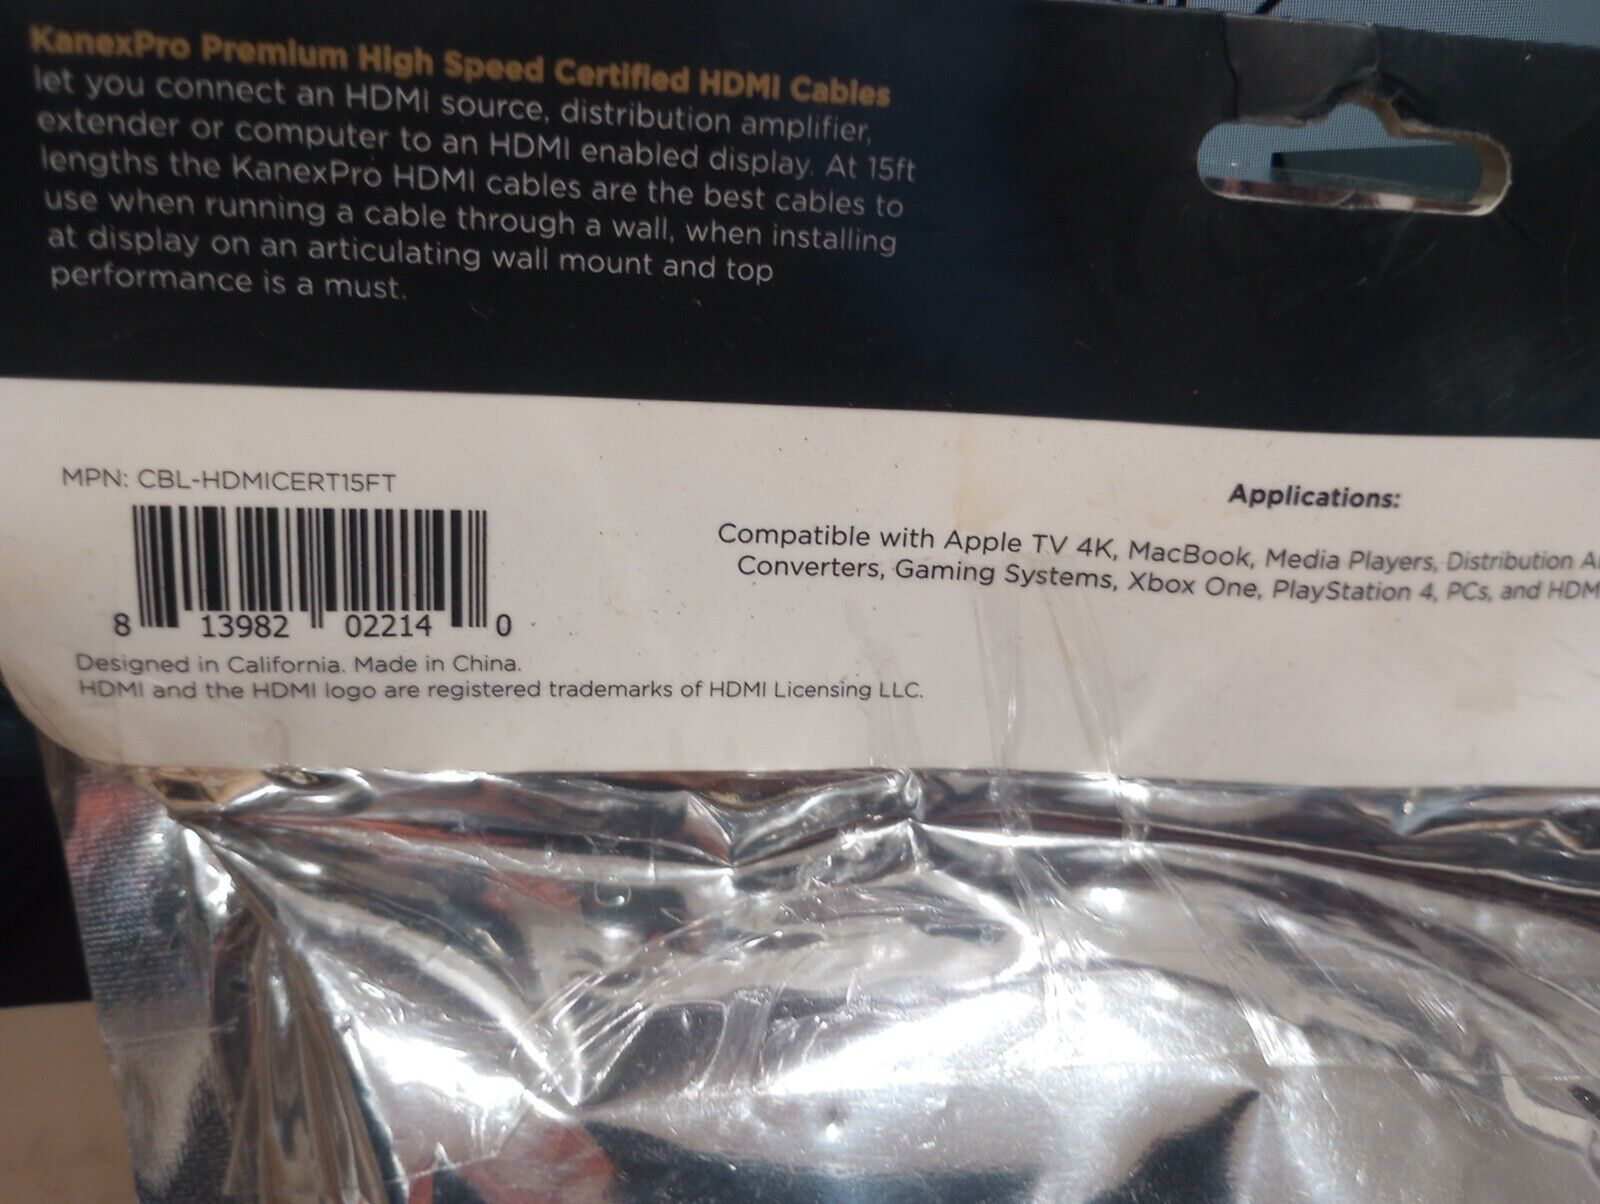 KanexPro Premium High Speed Certified HDMI Cables
let you connect an HDMI source, distribution amplifier,
extender or computer to an HDMI enabled display. At 15ft
lengths the KanexPro HDMI cables are the best cables to
use when running a cable through a wall, when installing
at display on an articulating wall mount and top
performance is a must.
MPN: CBL-HDMICERT15FT
8 13982 02214 0
Designed in California. Made in China.
HDMI and the HDMI logo are registered trademarks of HDMI Licensing LLC.
Applications:
Compatible with Apple TV 4K, MacBook, Media Players, Distribution
Converters, Gaming Systems, Xbox One, PlayStation 4, PCs, and HDM